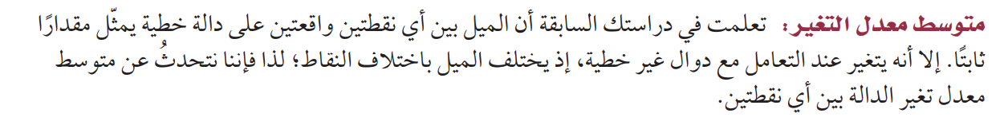 متوسط معدل التغير: تعلمت في دراستك السابقة أن الميل بين أي نقطتين واقعتين على دالة خطية يمثّل مقدارًا
ثابتًا. إلا أنه يتغير عند التعامل مع دوال غير خطية، إذ يختلف الميل باختلاف النقاط؛ لذا فإننا نتحدثُ عن متوسط
معدل تغير الدالة بين أي نقطتين.